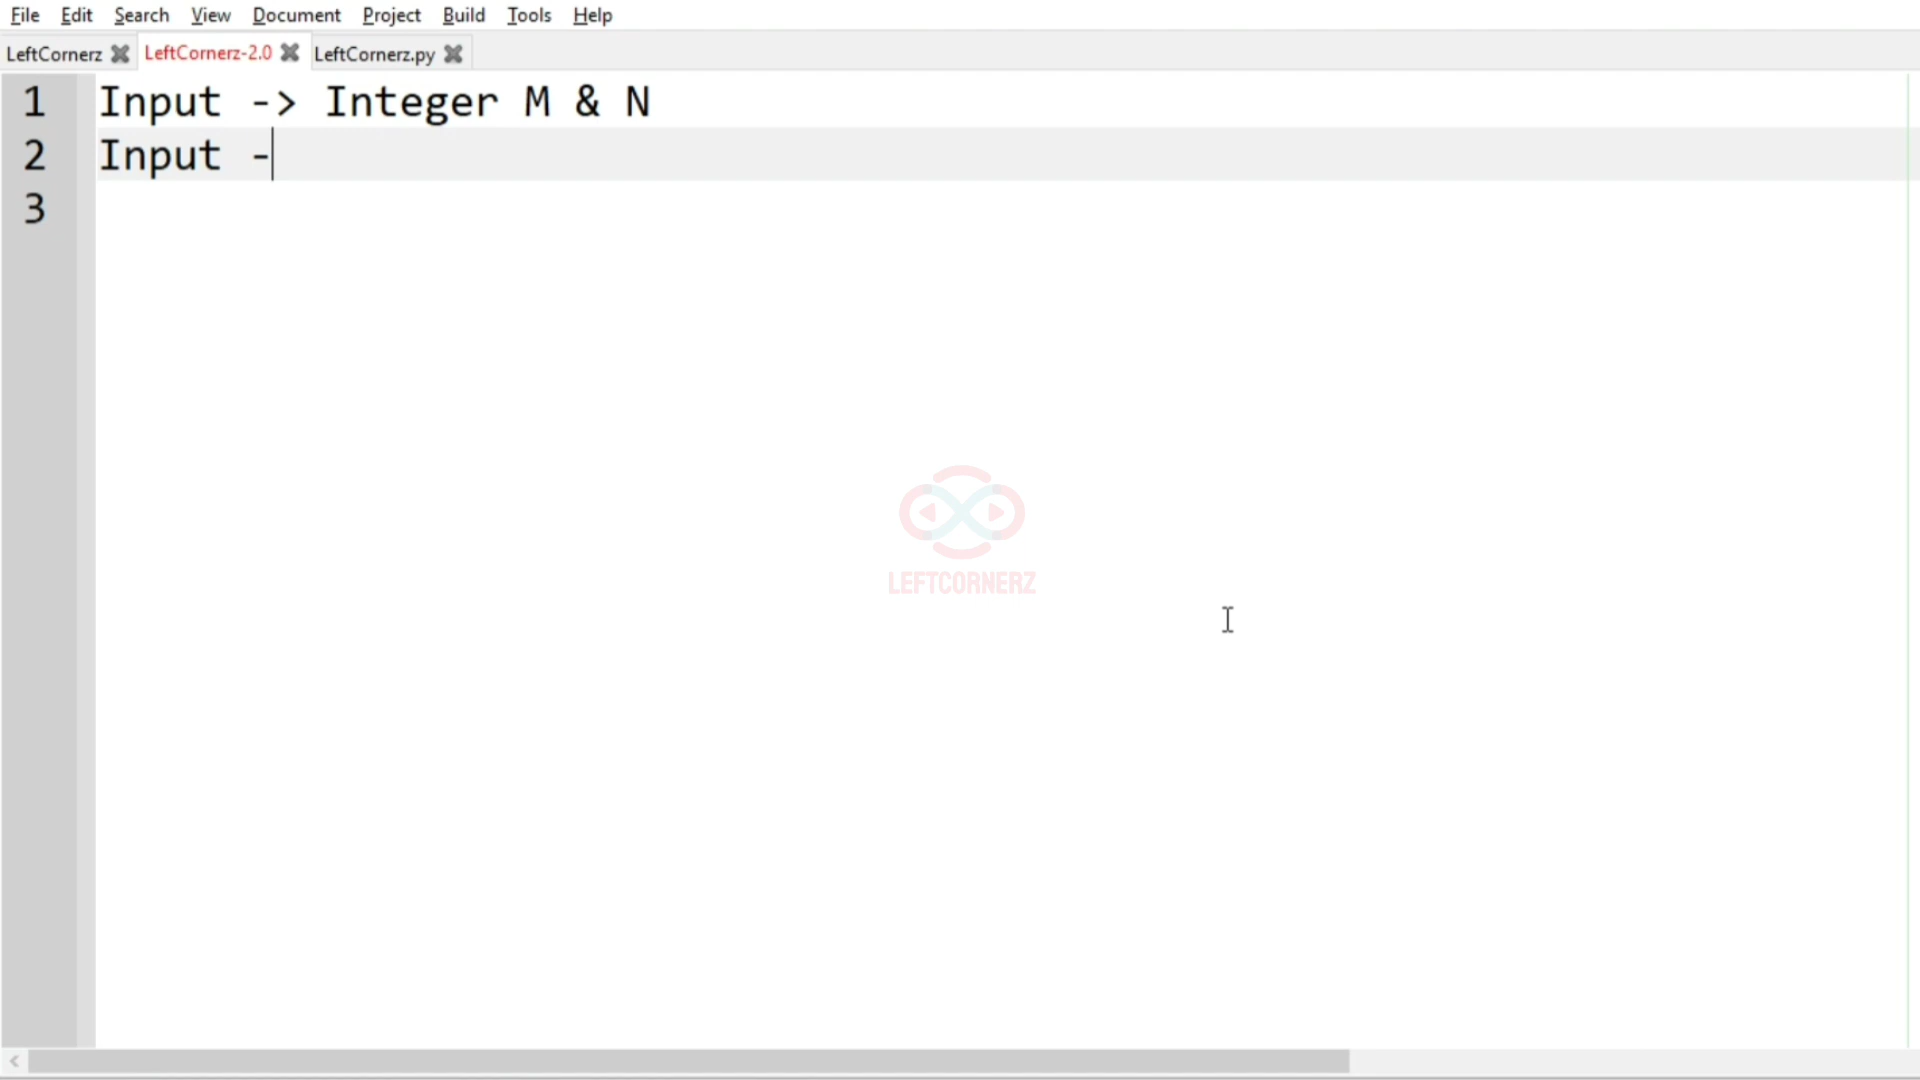 File Edit Search View Document Project Build Tools Help
LeftCornerz LeftCornerz-2.0 LeftCornerz.py
1 Input -> Integer M & N
2 Input -
3
LEFTCORNERZ